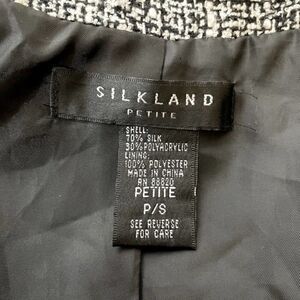 SILKLAND
PETITE
SHELL:
70% SILK
30% POLYACRYLIC
LINING:
100% POLYESTER
MADE IN CHINA
RN 88820
PETITE
P/S
SEE REVERSE
FOR CARE